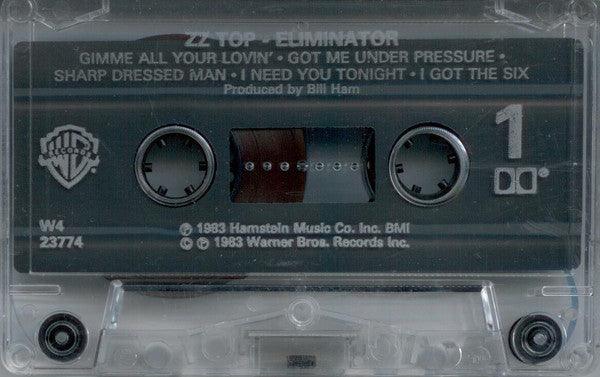 ZZ TOP - ELIMINATOR
GIMME ALL YOUR LOVIN' • GOT ME UNDER PRESSURE •
SHARP DRESSED MAN • I NEED YOU TONIGHT • I GOT THE SIX
Produced by Bill Ham
WB
RECORDS
1
W4
23774
℗ 1983 Hamstein Music Co. Inc. BMI
© ℗ 1983 Warner Bros. Records Inc.